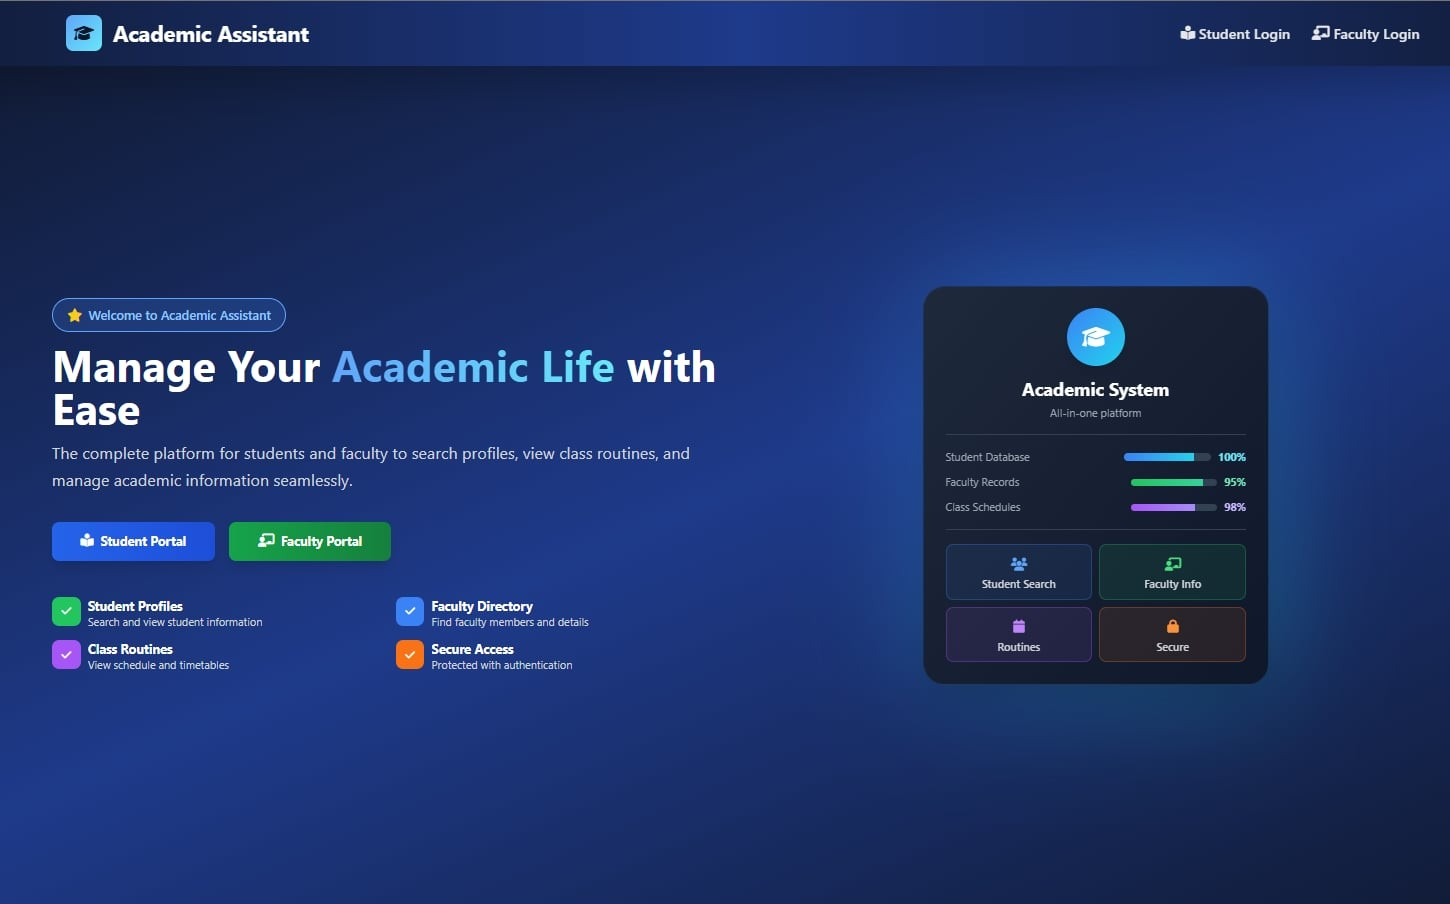 Academic Assistant
Student Login
Faculty Login
Welcome to Academic Assistant
Manage Your Academic Life with
Ease
The complete platform for students and faculty to search profiles, view class routines, and
manage academic information seamlessly.
Student Portal
Faculty Portal
Student Profiles
Search and view student information
Faculty Directory
Find faculty members and details
Class Routines
View schedule and timetables
Secure Access
Protected with authentication
Academic System
All-in-one platform
Student Database 100%
Faculty Records 95%
Class Schedules 98%
Student Search
Faculty Info
Routines
Secure